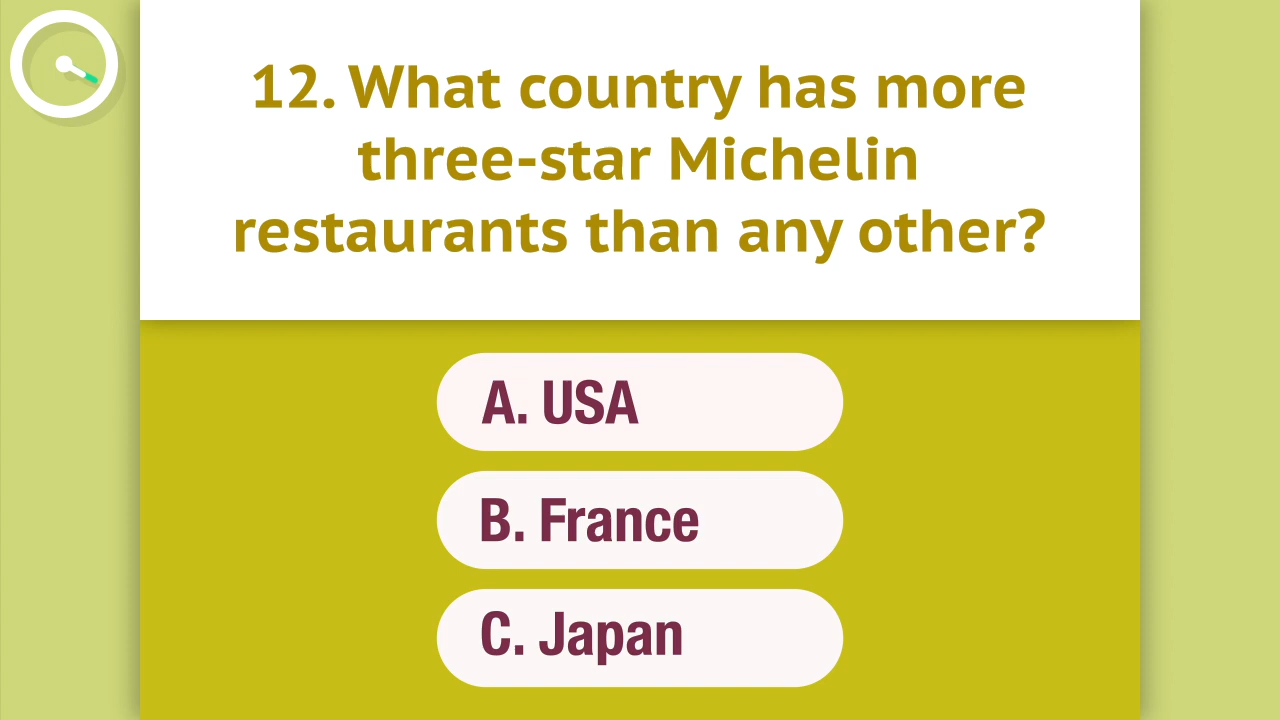 12. What country has more
three-star Michelin
restaurants than any other?
A. USA
B. France
C. Japan